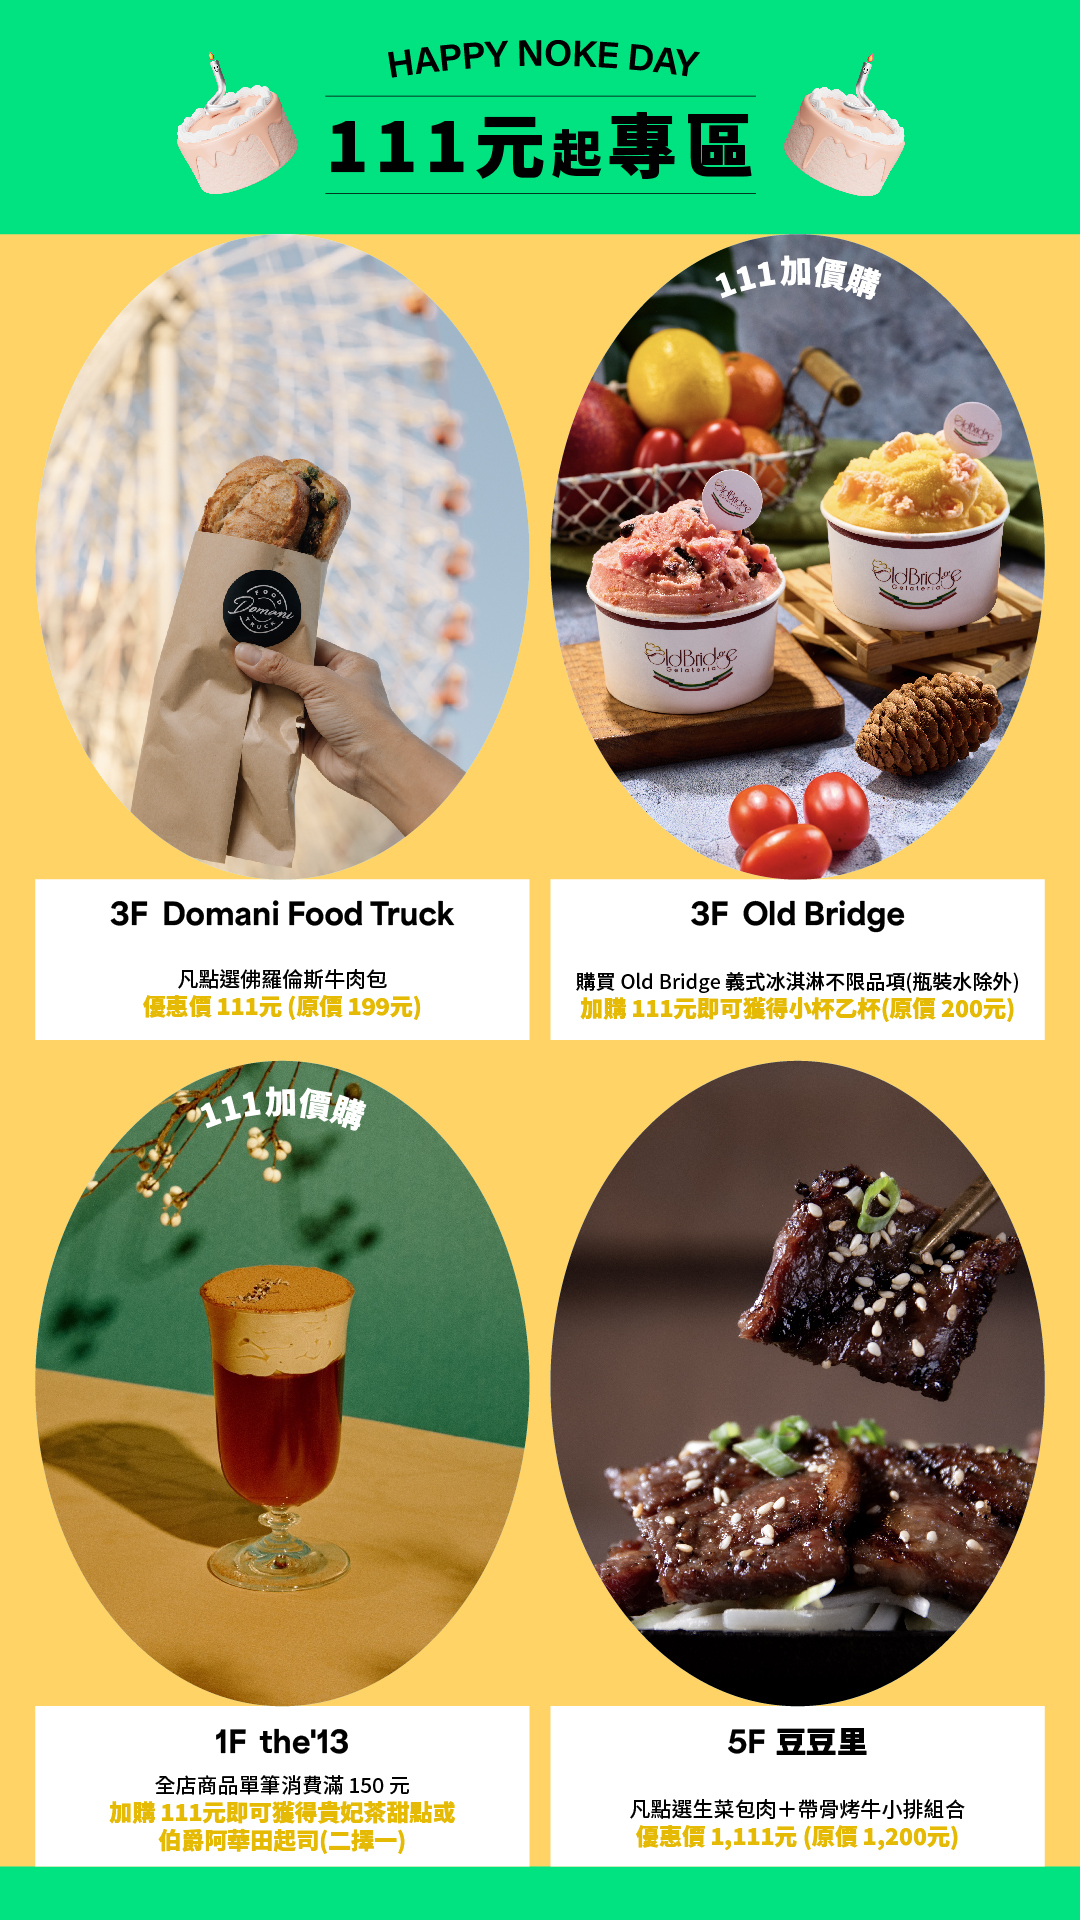 HAPPY NOKE DAY
111元起專區
FOOD
Domani
TRUCK
111加價購
OldBridge
OldBridge
OldBridge
Gelateria
OldBridge
Gelateria
3F Domani Food Truck
凡點選佛羅倫斯牛肉包
優惠價 111元 (原價 199元)
3F Old Bridge
購買 Old Bridge 義式冰淇淋不限品項(瓶裝水除外)
加購 111元即可獲得小杯乙杯(原價 200元)
111加價購
1F the'13
全店商品單筆消費滿 150 元
加購 111元即可獲得貴妃茶甜點或
伯爵阿華田起司(二擇一)
5F 豆豆里
凡點選生菜包肉＋帶骨烤牛小排組合
優惠價 1,111元 (原價 1,200元)